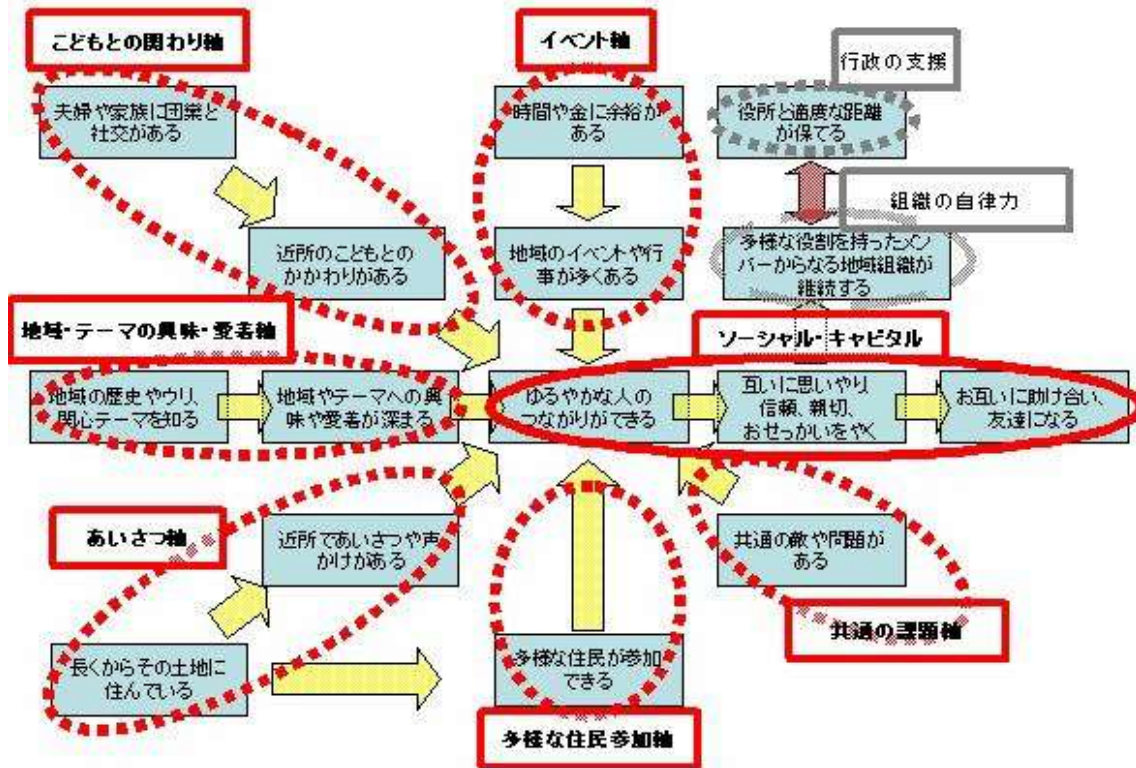 こどもとの関わり軸
イベント軸
行政の支援
夫婦や家族に団欒と
社交がある
時間や金に余裕が
ある
役所と適度な距離
が保てる
組織の自律力
近所のこどもとの
かかわりがある
地域のイベントや行
事が多くある
多様な役割を持ったメン
バーからなる地域組織が
継続する
地域・テーマの興味・愛着軸
ソーシャル・キャピタル
地域の歴史やウリ、
関心テーマを知る
地域やテーマへの興
味や愛着が深まる
ゆるやかな人の
つながりができる
互いに思いやり、
信頼、親切、
おせっかいをやく
お互いに助け合い、
友達になる
あいさつ軸
近所であいさつや声
かけがある
共通の敵や問題が
ある
共通の課題軸
長くからその土地に
住んでいる
多様な住民が参加
できる
多様な住民参加軸